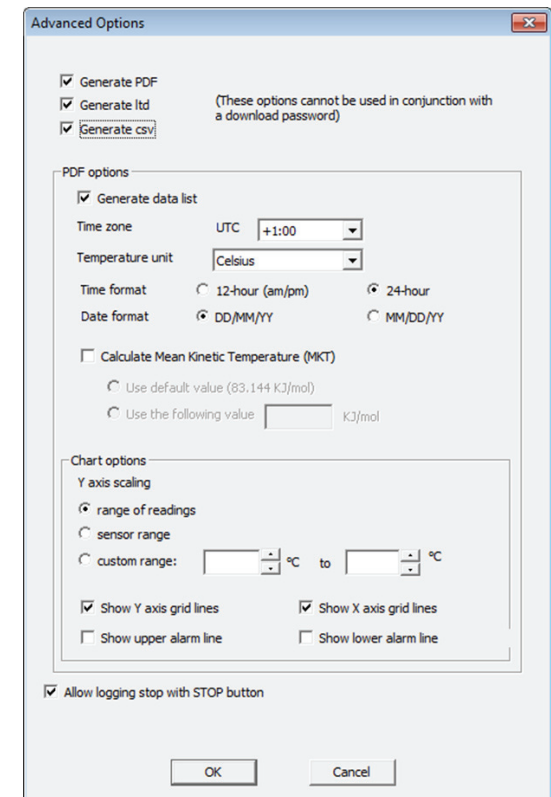 Advanced Options
Generate PDF
Generate ltd
(These options cannot be used in conjunction with
a download password)
Generate csv
PDF options
Generate data list
Time zone UTC +1:00
Temperature unit Celsius
Time format 12-hour (am/pm) 24-hour
Date format DD/MM/YY MM/DD/YY
Calculate Mean Kinetic Temperature (MKT)
Use default value (83.144 KJ/mol)
Use the following value KJ/mol
Chart options
Y axis scaling
range of readings
sensor range
custom range: ºC to ºC
Show Y axis grid lines Show X axis grid lines
Show upper alarm line Show lower alarm line
Allow logging stop with STOP button
OK Cancel